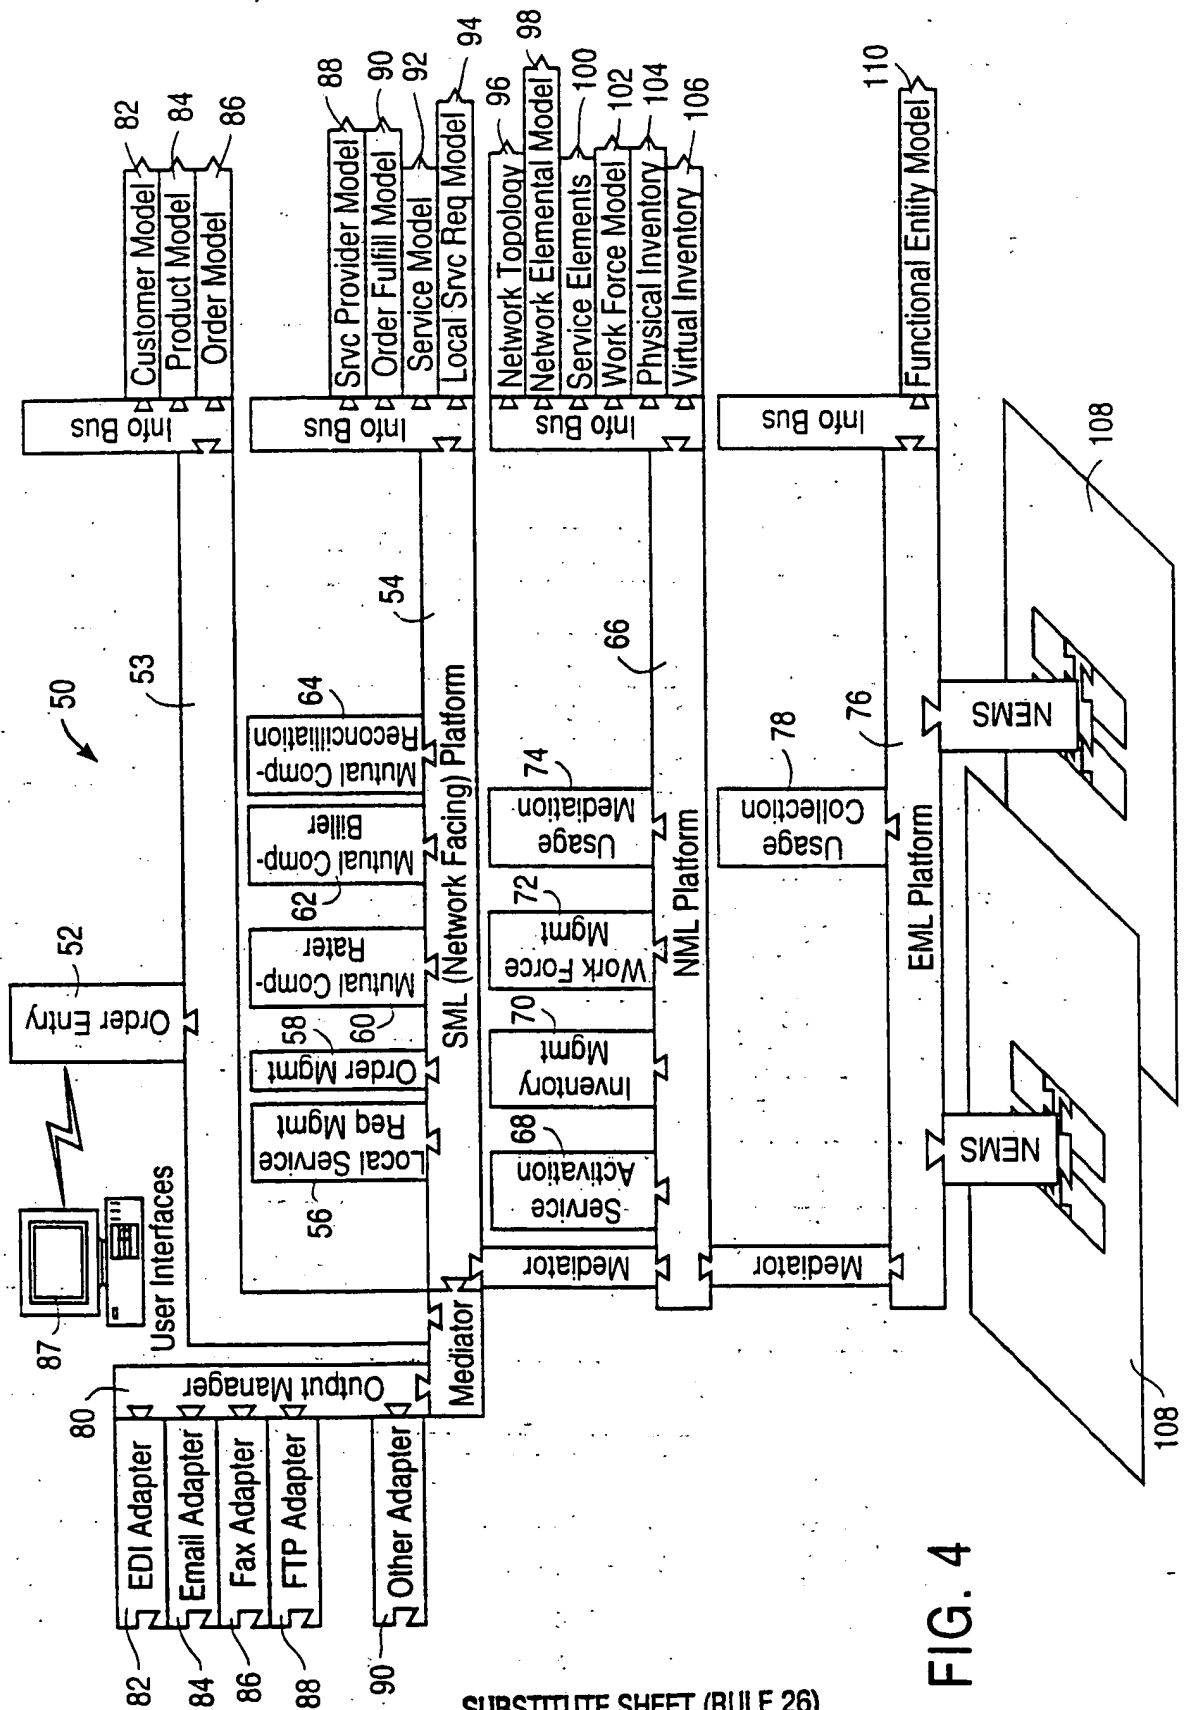 50
87
User Interfaces
52
Order Entry
53
Info Bus
Customer Model
82
Product Model
84
Order Model
86
80
Output Manager
EDI Adapter
82
Email Adapter
84
Fax Adapter
86
FTP Adapter
88
Other Adapter
90
Mediator
Local Service
Req Mgmt
56
Order Mgmt
58
Mutual Comp-
Rater
60
Mutual Comp-
Biller
62
Mutual Comp-
Reconcilliation
64
54
SML (Network Facing) Platform
Info Bus
Srvc Provider Model
88
Order Fulfill Model
90
Service Model
92
Local Srvc Req Model
94
Mediator
Service
Activation
68
Inventory
Mgmt
70
Work Force
Mgmt
72
Usage
Mediation
74
66
NML Platform
Info Bus
Network Topology
96
Network Elemental Model
98
Service Elements
100
Work Force Model
102
Physical Inventory
104
Virtual Inventory
106
Mediator
Usage
Collection
78
76
EML Platform
Info Bus
Functional Entity Model
110
NEMS
NEMS
108
108
FIG. 4
SUBSTITUTE SHEET (RULE 26)